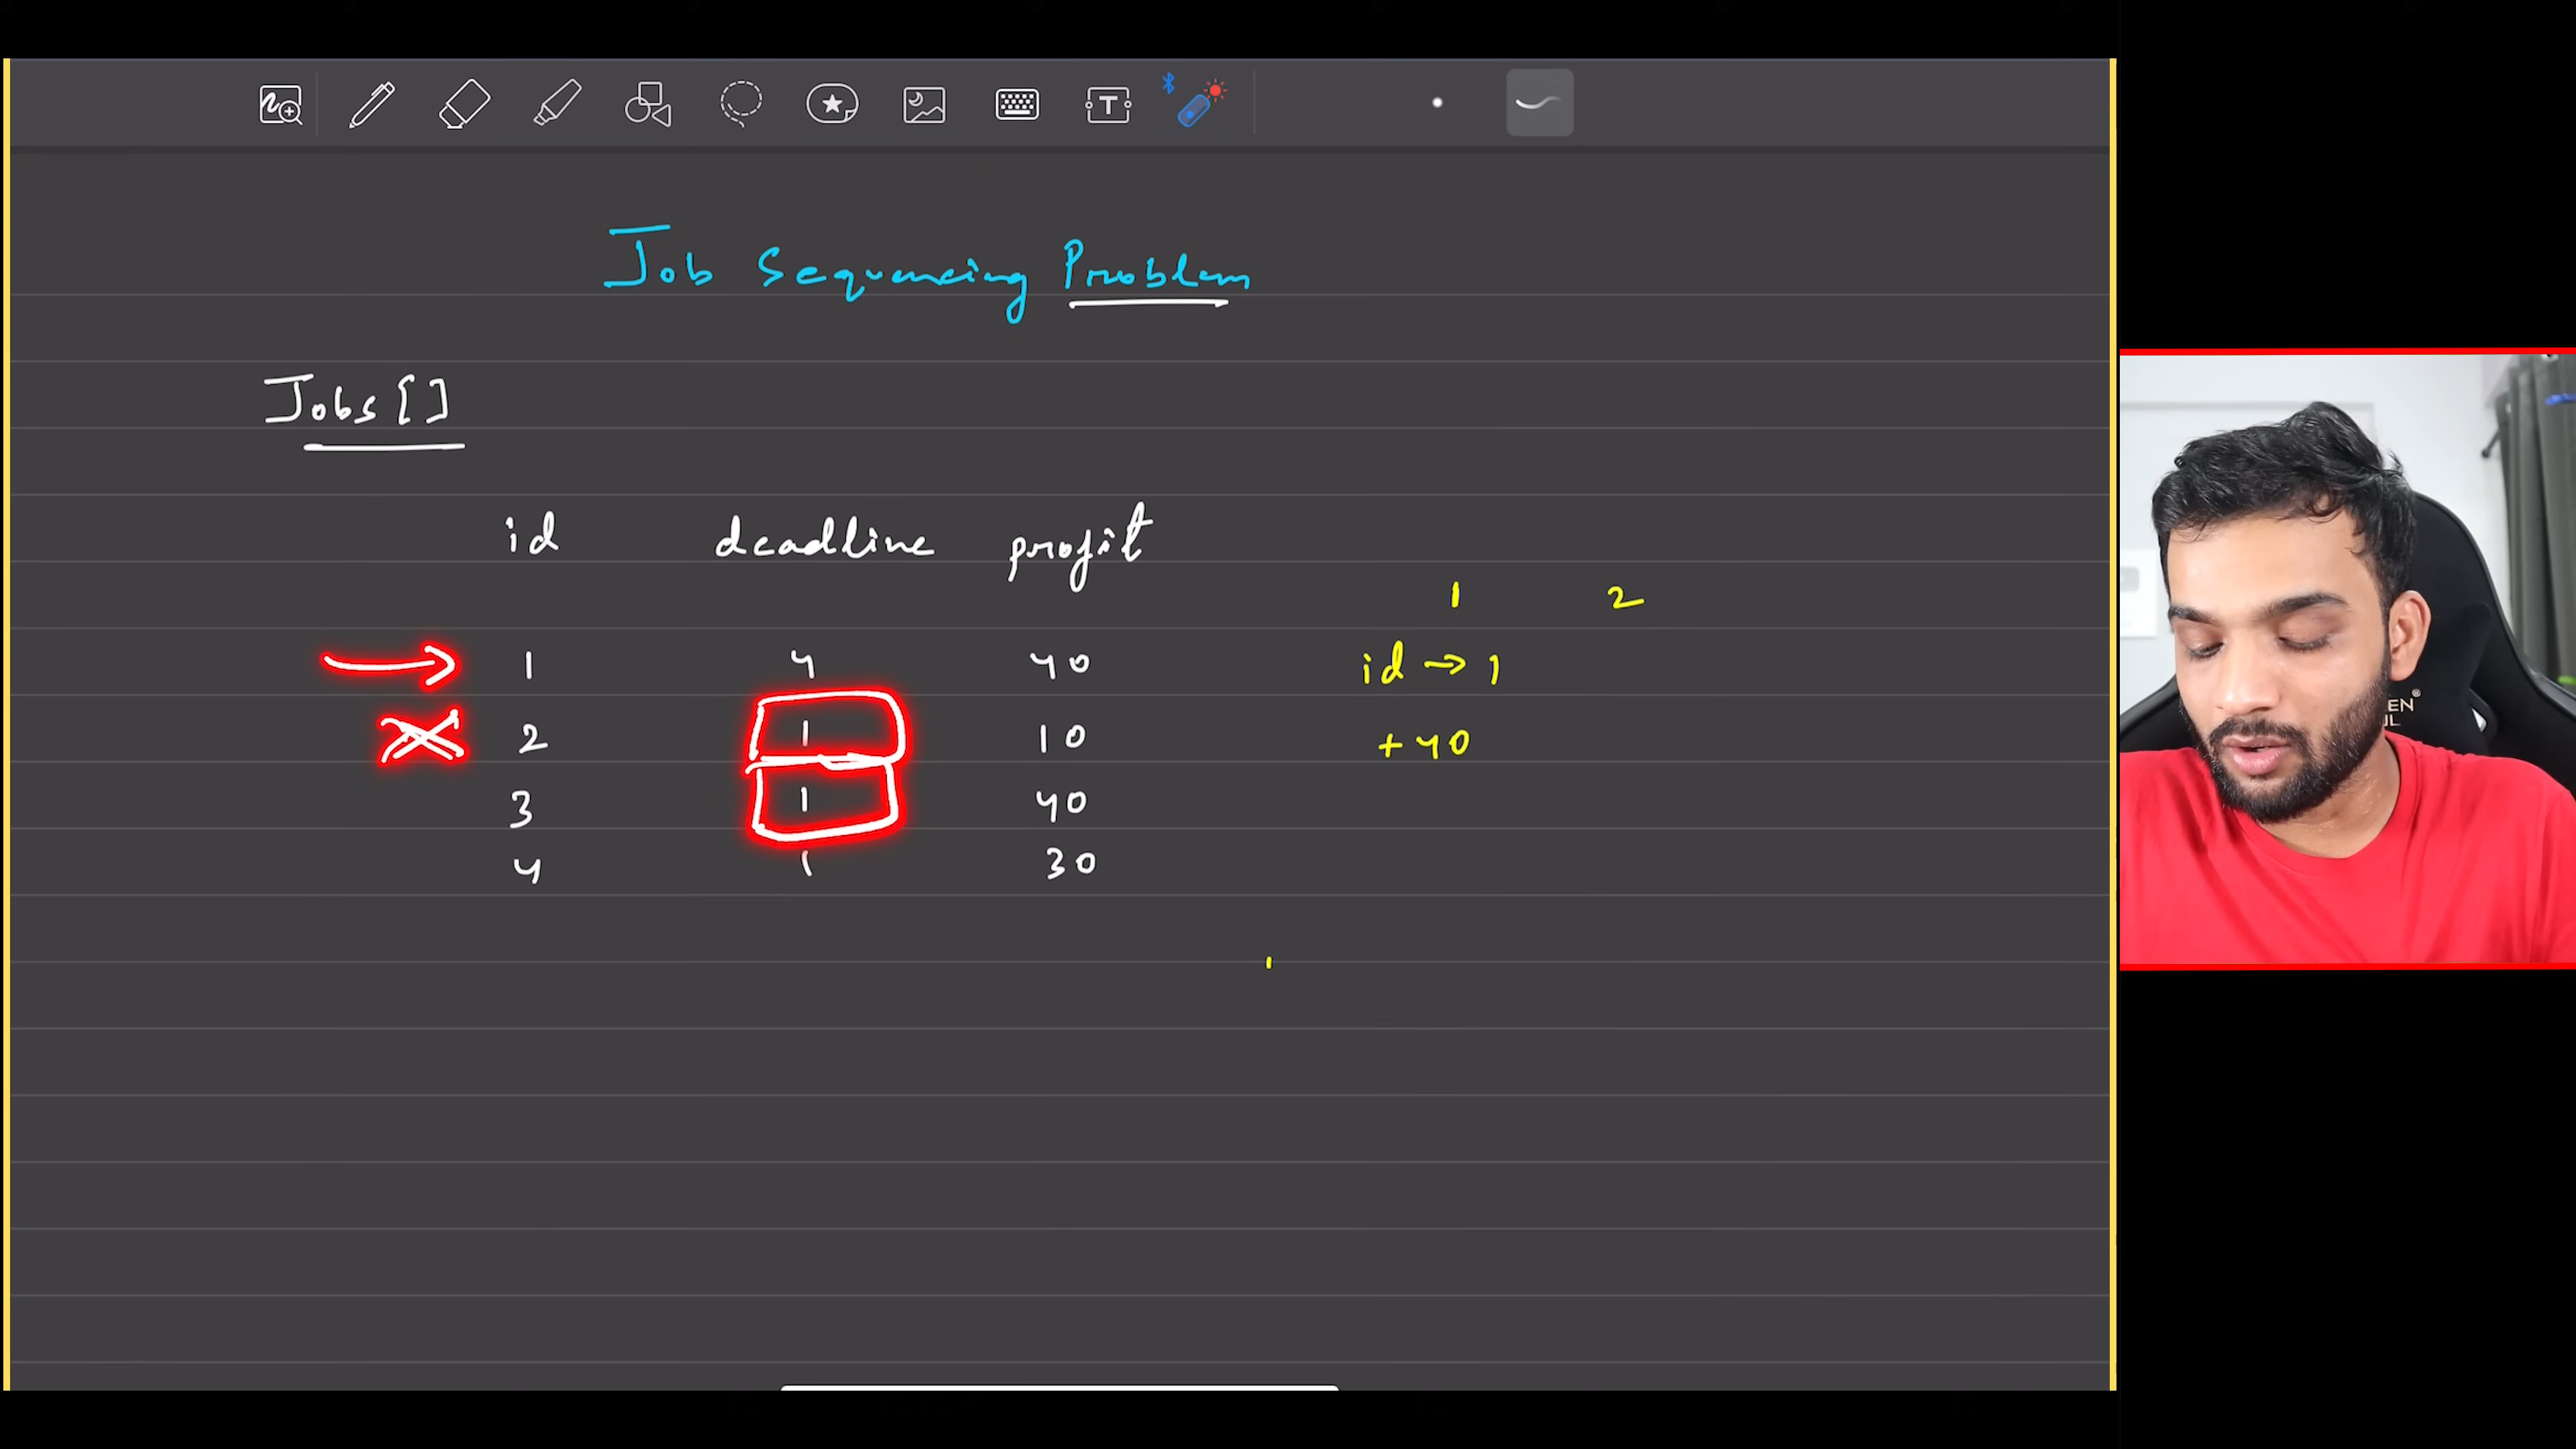 Job Sequencing Problem
Jobs[]
id deadline profit
1 2
1 4 40 id → 1
2 1 10 + 40
3 1 40
4 1 30